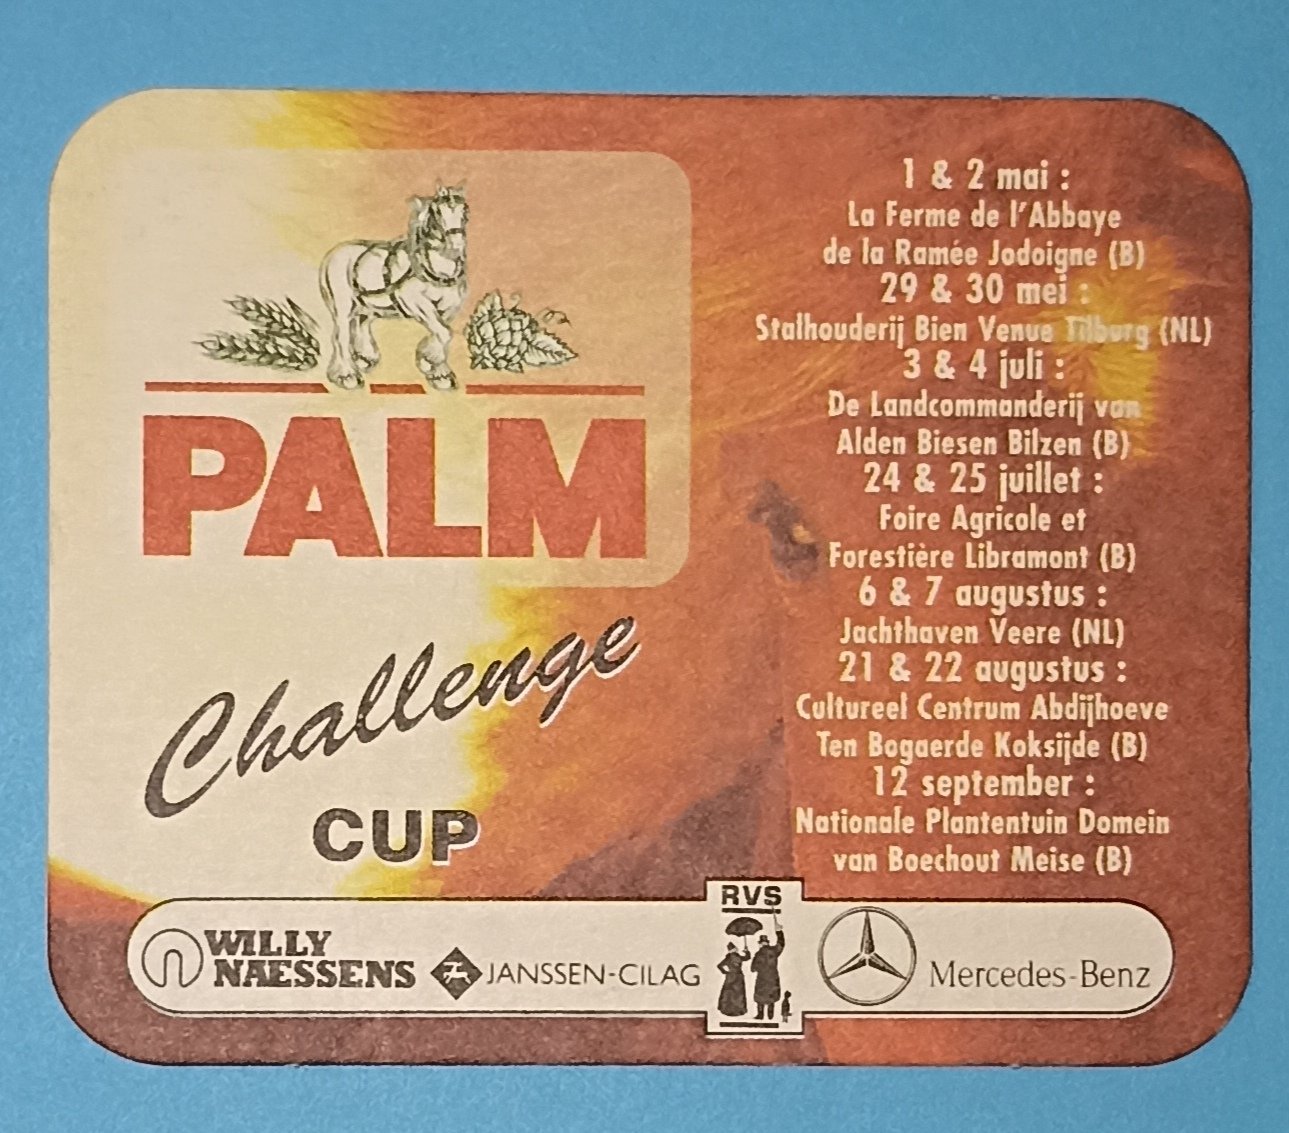 PALM
Challenge
CUP
1 & 2 mai :
La Ferme de l'Abbaye
de la Ramée Jodoigne (B)
29 & 30 mei :
Stalhouderij Bien Venue Tilburg (NL)
3 & 4 juli :
De Landcommanderij van
Alden Biesen Bilzen (B)
24 & 25 juillet :
Foire Agricole et
Forestière Libramont (B)
6 & 7 augustus :
Jachthaven Veere (NL)
21 & 22 augustus :
Cultureel Centrum Abdijhoeve
Ten Bogaerde Koksijde (B)
12 september :
Nationale Plantentuin Domein
van Boechout Meise (B)
WILLY
NAESSENS
JANSSEN-CILAG
RVS
Mercedes-Benz